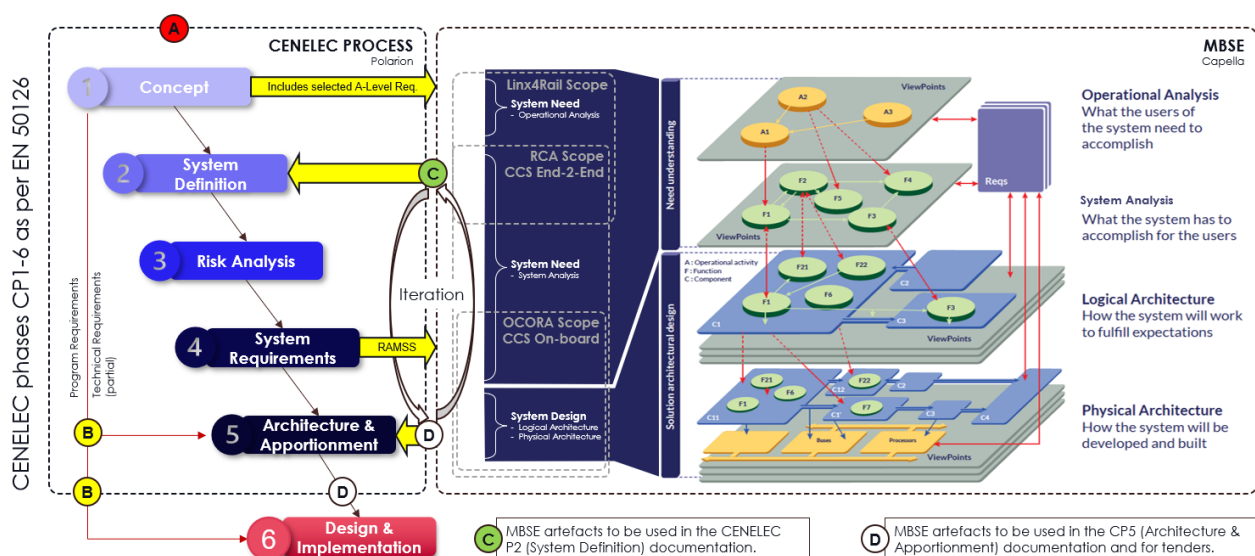 CENELEC phases CP1-6 as per EN 50126
A
CENELEC PROCESS
Polarion
1
Concept
Includes selected A-Level Req.
2
System
Definition
C
3
Risk Analysis
Iteration
4
System
Requirements
RAMSS
Program Requirements
Technical Requirements
(partial)
B
5
Architecture &
Apportionment
D
B
D
6
Design &
Implementation
MBSE
Capella
Linx4Rail Scope
System Need
- Operational Analysis
RCA Scope
CCS End-2-End
System Need
- System Analysis
OCORA Scope
CCS On-board
System Design
- Logical Architecture
- Physical Architecture
Need understanding
Solution architectural design
ViewPoints
A2
A3
A1
F2
F4
F5
F1
F3
ViewPoints
Reqs
A : Operational activity
F : Function
C : Component
F21
F22
C2
F1
F6
F3
C1
C3
ViewPoints
F21
C12
F22
C2
F6
F1
F7
C11
C3
C4
Buses
Processors
ViewPoints
Operational Analysis
What the users of
the system need to
accomplish
System Analysis
What the system has to
accomplish for the users
Logical Architecture
How the system will work
to fulfill expectations
Physical Architecture
How the system will be
developed and built
C
MBSE artefacts to be used in the CENELEC
P2 (System Definition) documentation.
D
MBSE artefacts to be used in the CP5 (Architecture &
Apportionment) documentation and for tenders.